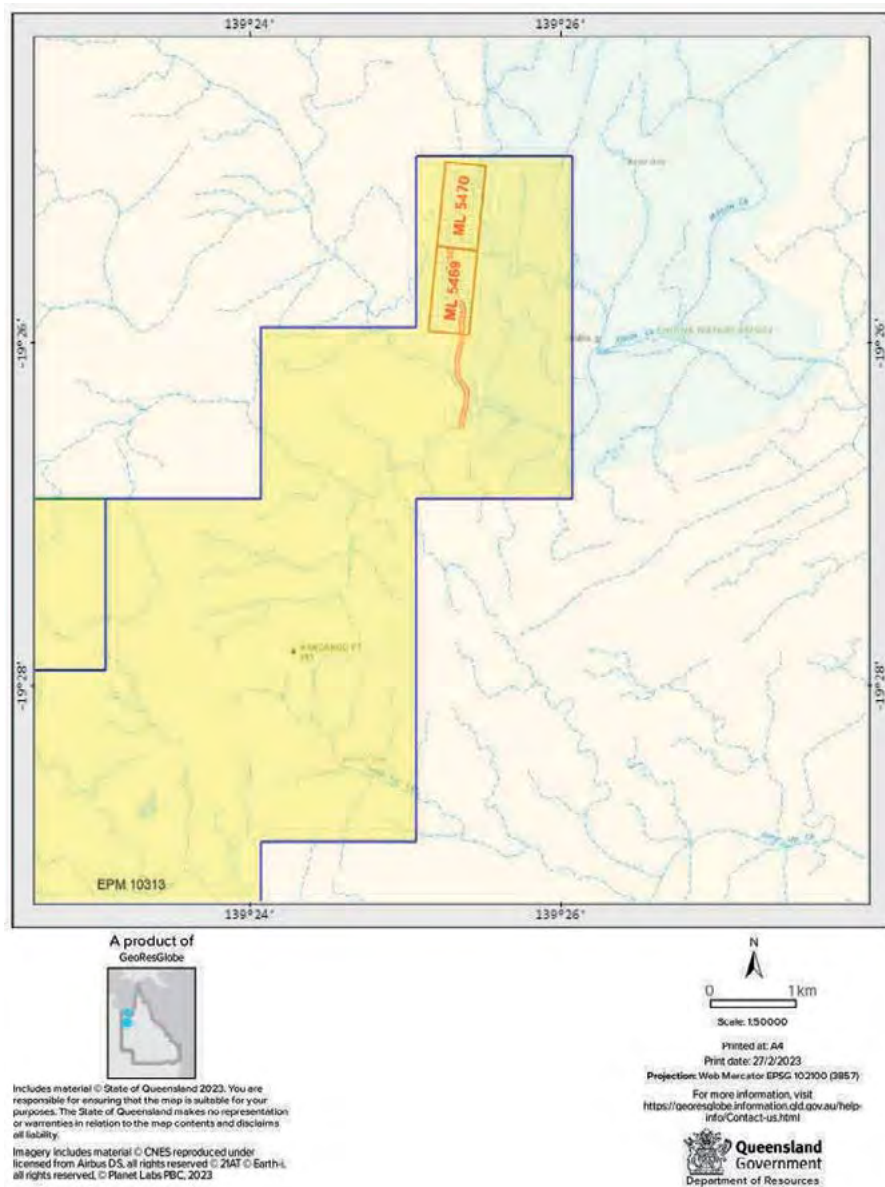 139°24'
139°26'
ML 5470
ML 5469
-19°26'
-19°26'
-19°28'
-19°28'
EPM 10313
139°24'
139°26'
A product of
GeoResGlobe
Includes material © State of Queensland 2023. You are
responsible for ensuring that the map is suitable for your
purposes. The State of Queensland makes no representation
or warranties in relation to the map contents and disclaims
all liability.
Imagery includes material © CNES reproduced under
licensed from Airbus DS, all rights reserved © 21AT © Earth-i,
all rights reserved, © Planet Labs PBC, 2023
N
0 1km
Scale: 1:50000
Printed at: A4
Print date: 27/2/2023
Projection: Web Mercator EPSG 102100 (3857)
For more information, visit
https://georesglobe.information.qld.gov.au/help-
info/Contact-us.html
Queensland
Government
Department of Resources